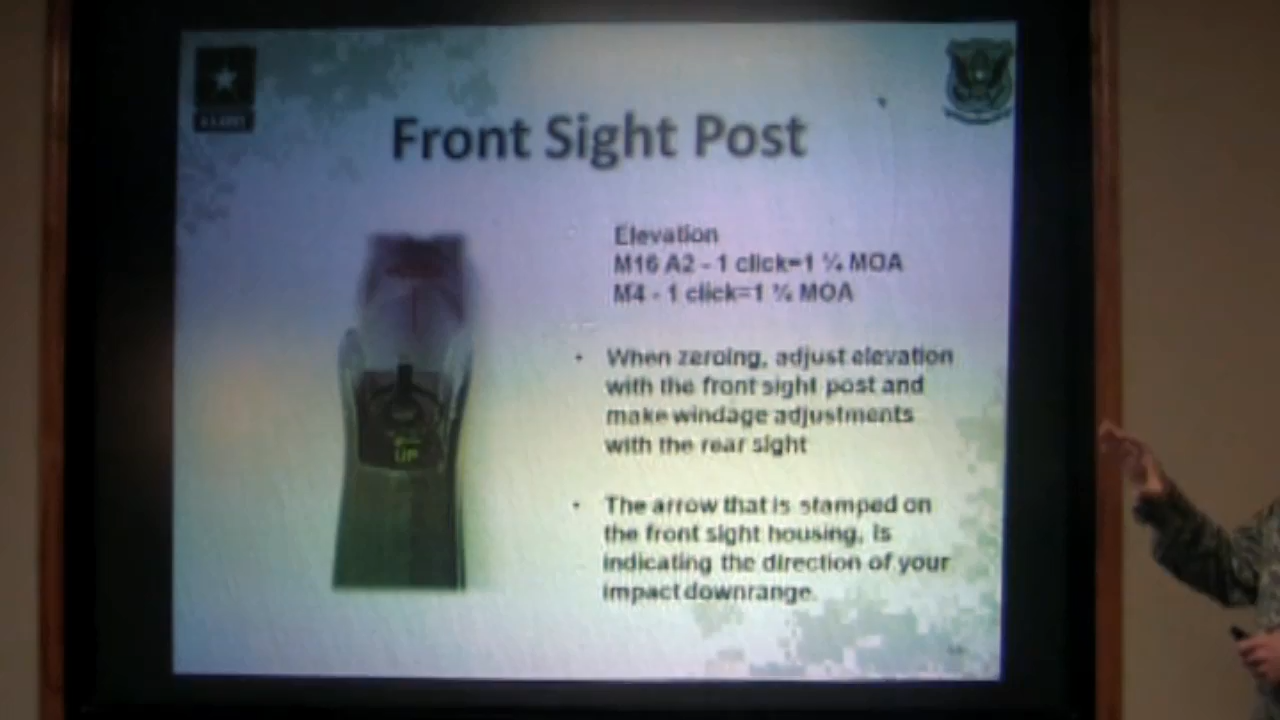 Front Sight Post
Elevation
M16 A2 - 1 click=1 ¼ MOA
M4 - 1 click=1 ¾ MOA
• When zeroing, adjust elevation
with the front sight post and
make windage adjustments
with the rear sight
• The arrow that is stamped on
the front sight housing, is
indicating the direction of your
impact downrange.
UP